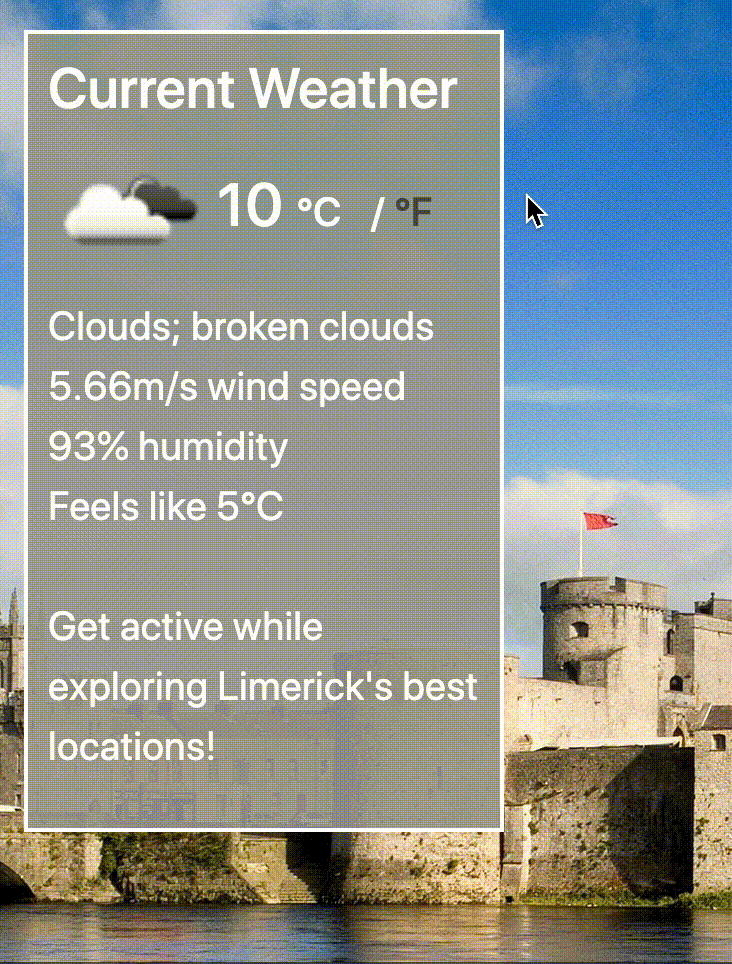 Current Weather
10 °C / °F
Clouds; broken clouds
5.66m/s wind speed
93% humidity
Feels like 5°C
Get active while
exploring Limerick's best
locations!